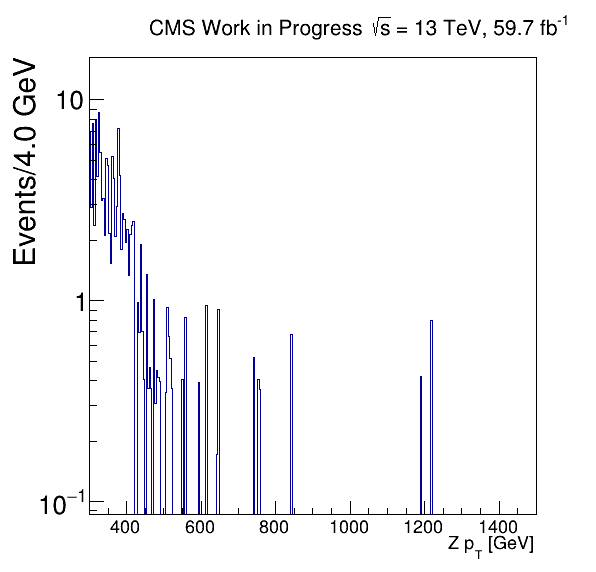 CMS Work in Progress √s = 13 TeV, 59.7 fb⁻¹
Events/4.0 GeV
10
1
10⁻¹
400 600 800 1000 1200 1400
Z p_T [GeV]